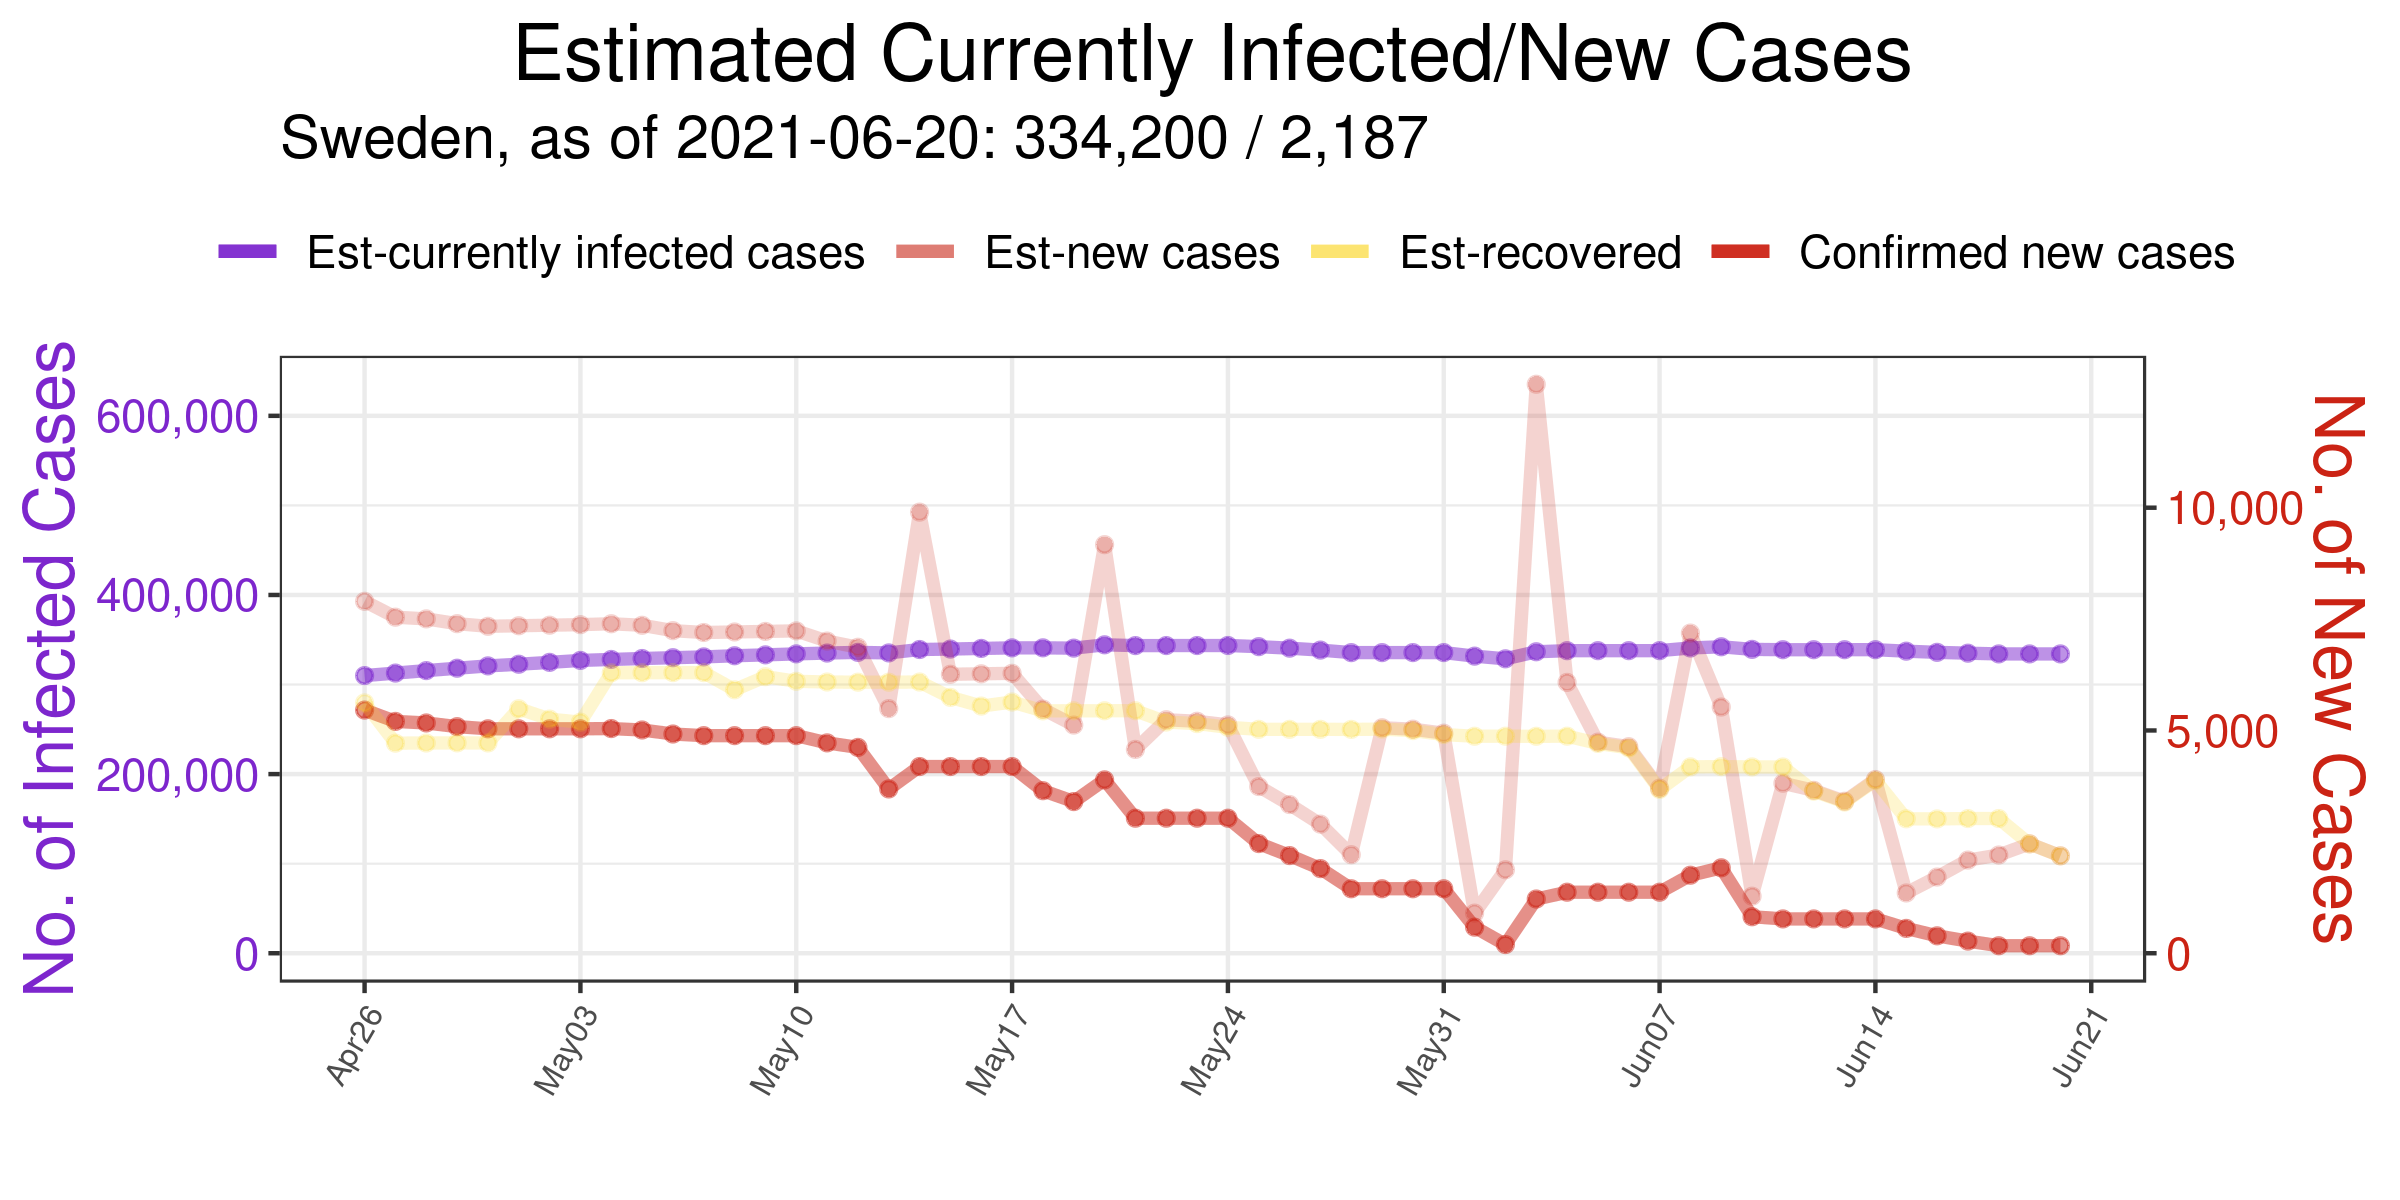 Estimated Currently Infected/New Cases
Sweden, as of 2021-06-20: 334,200 / 2,187
Est-currently infected cases Est-new cases Est-recovered Confirmed new cases
No. of Infected Cases
600,000
400,000
200,000
0
No. of New Cases
10,000
5,000
0
Apr26 May03 May10 May17 May24 May31 Jun07 Jun14 Jun21